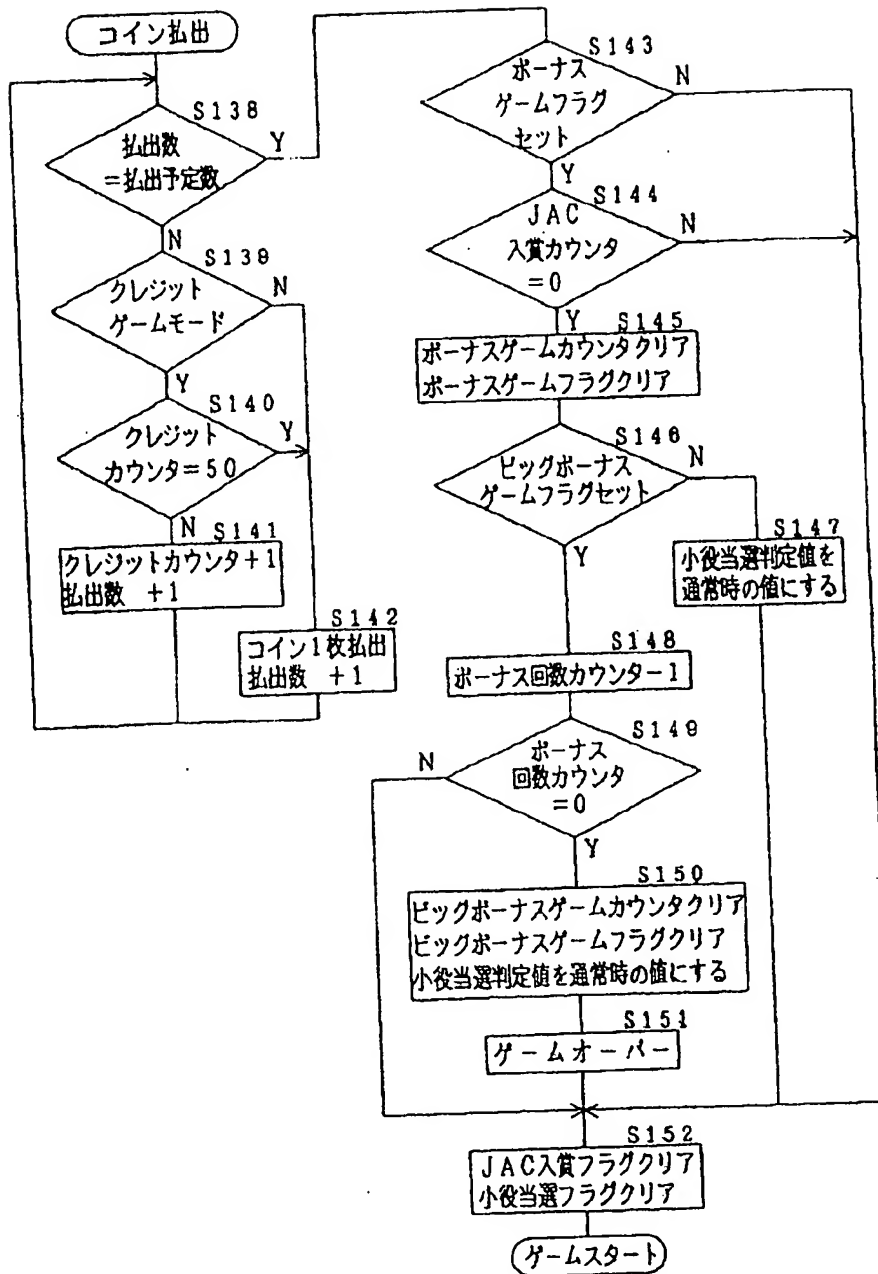 コイン払出
S138
払出数
=払出予定数
Y
N
S139
クレジット
ゲームモード
N
Y
S140
クレジット
カウンタ=50
Y
N
S141
クレジットカウンタ+1
払出数 +1
S142
コイン1枚払出
払出数 +1
S143
ボーナス
ゲームフラグ
セット
N
Y
S144
JAC
入賞カウンタ
=0
N
Y
S145
ボーナスゲームカウンタクリア
ボーナスゲームフラグクリア
S146
ビッグボーナス
ゲームフラグセット
N
Y
S147
小役当選判定値を
通常時の値にする
S148
ボーナス回数カウンター1
S149
ボーナス
回数カウンタ
=0
N
Y
S150
ビッグボーナスゲームカウンタクリア
ビッグボーナスゲームフラグクリア
小役当選判定値を通常時の値にする
S151
ゲームオーバー
S152
JAC入賞フラグクリア
小役当選フラグクリア
ゲームスタート